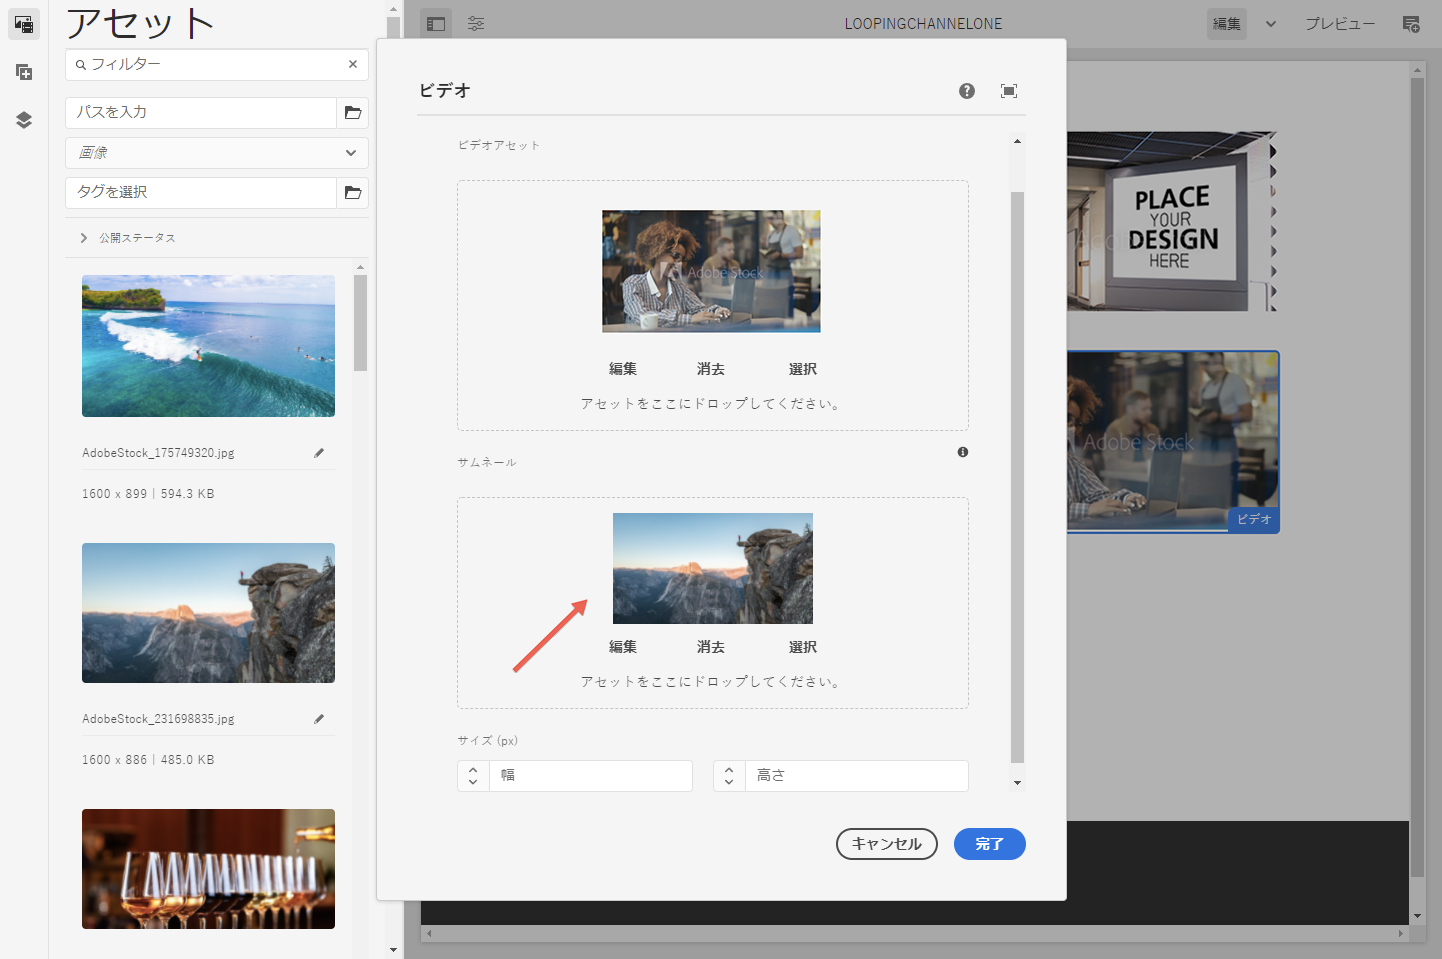 アセット
フィルター
パスを入力
画像
タグを選択
公開ステータス
AdobeStock_175749320.jpg
1600 x 899 | 594.3 KB
AdobeStock_231698835.jpg
1600 x 886 | 485.0 KB
LOOPINGCHANNELONE
編集
プレビュー
ビデオ
ビデオアセット
Adobe Stock
編集 消去 選択
アセットをここにドロップしてください。
サムネール
編集 消去 選択
アセットをここにドロップしてください。
サイズ (px)
幅
高さ
キャンセル
完了
PLACE
YOUR
DESIGN
HERE
Adobe Stock
ビデオ